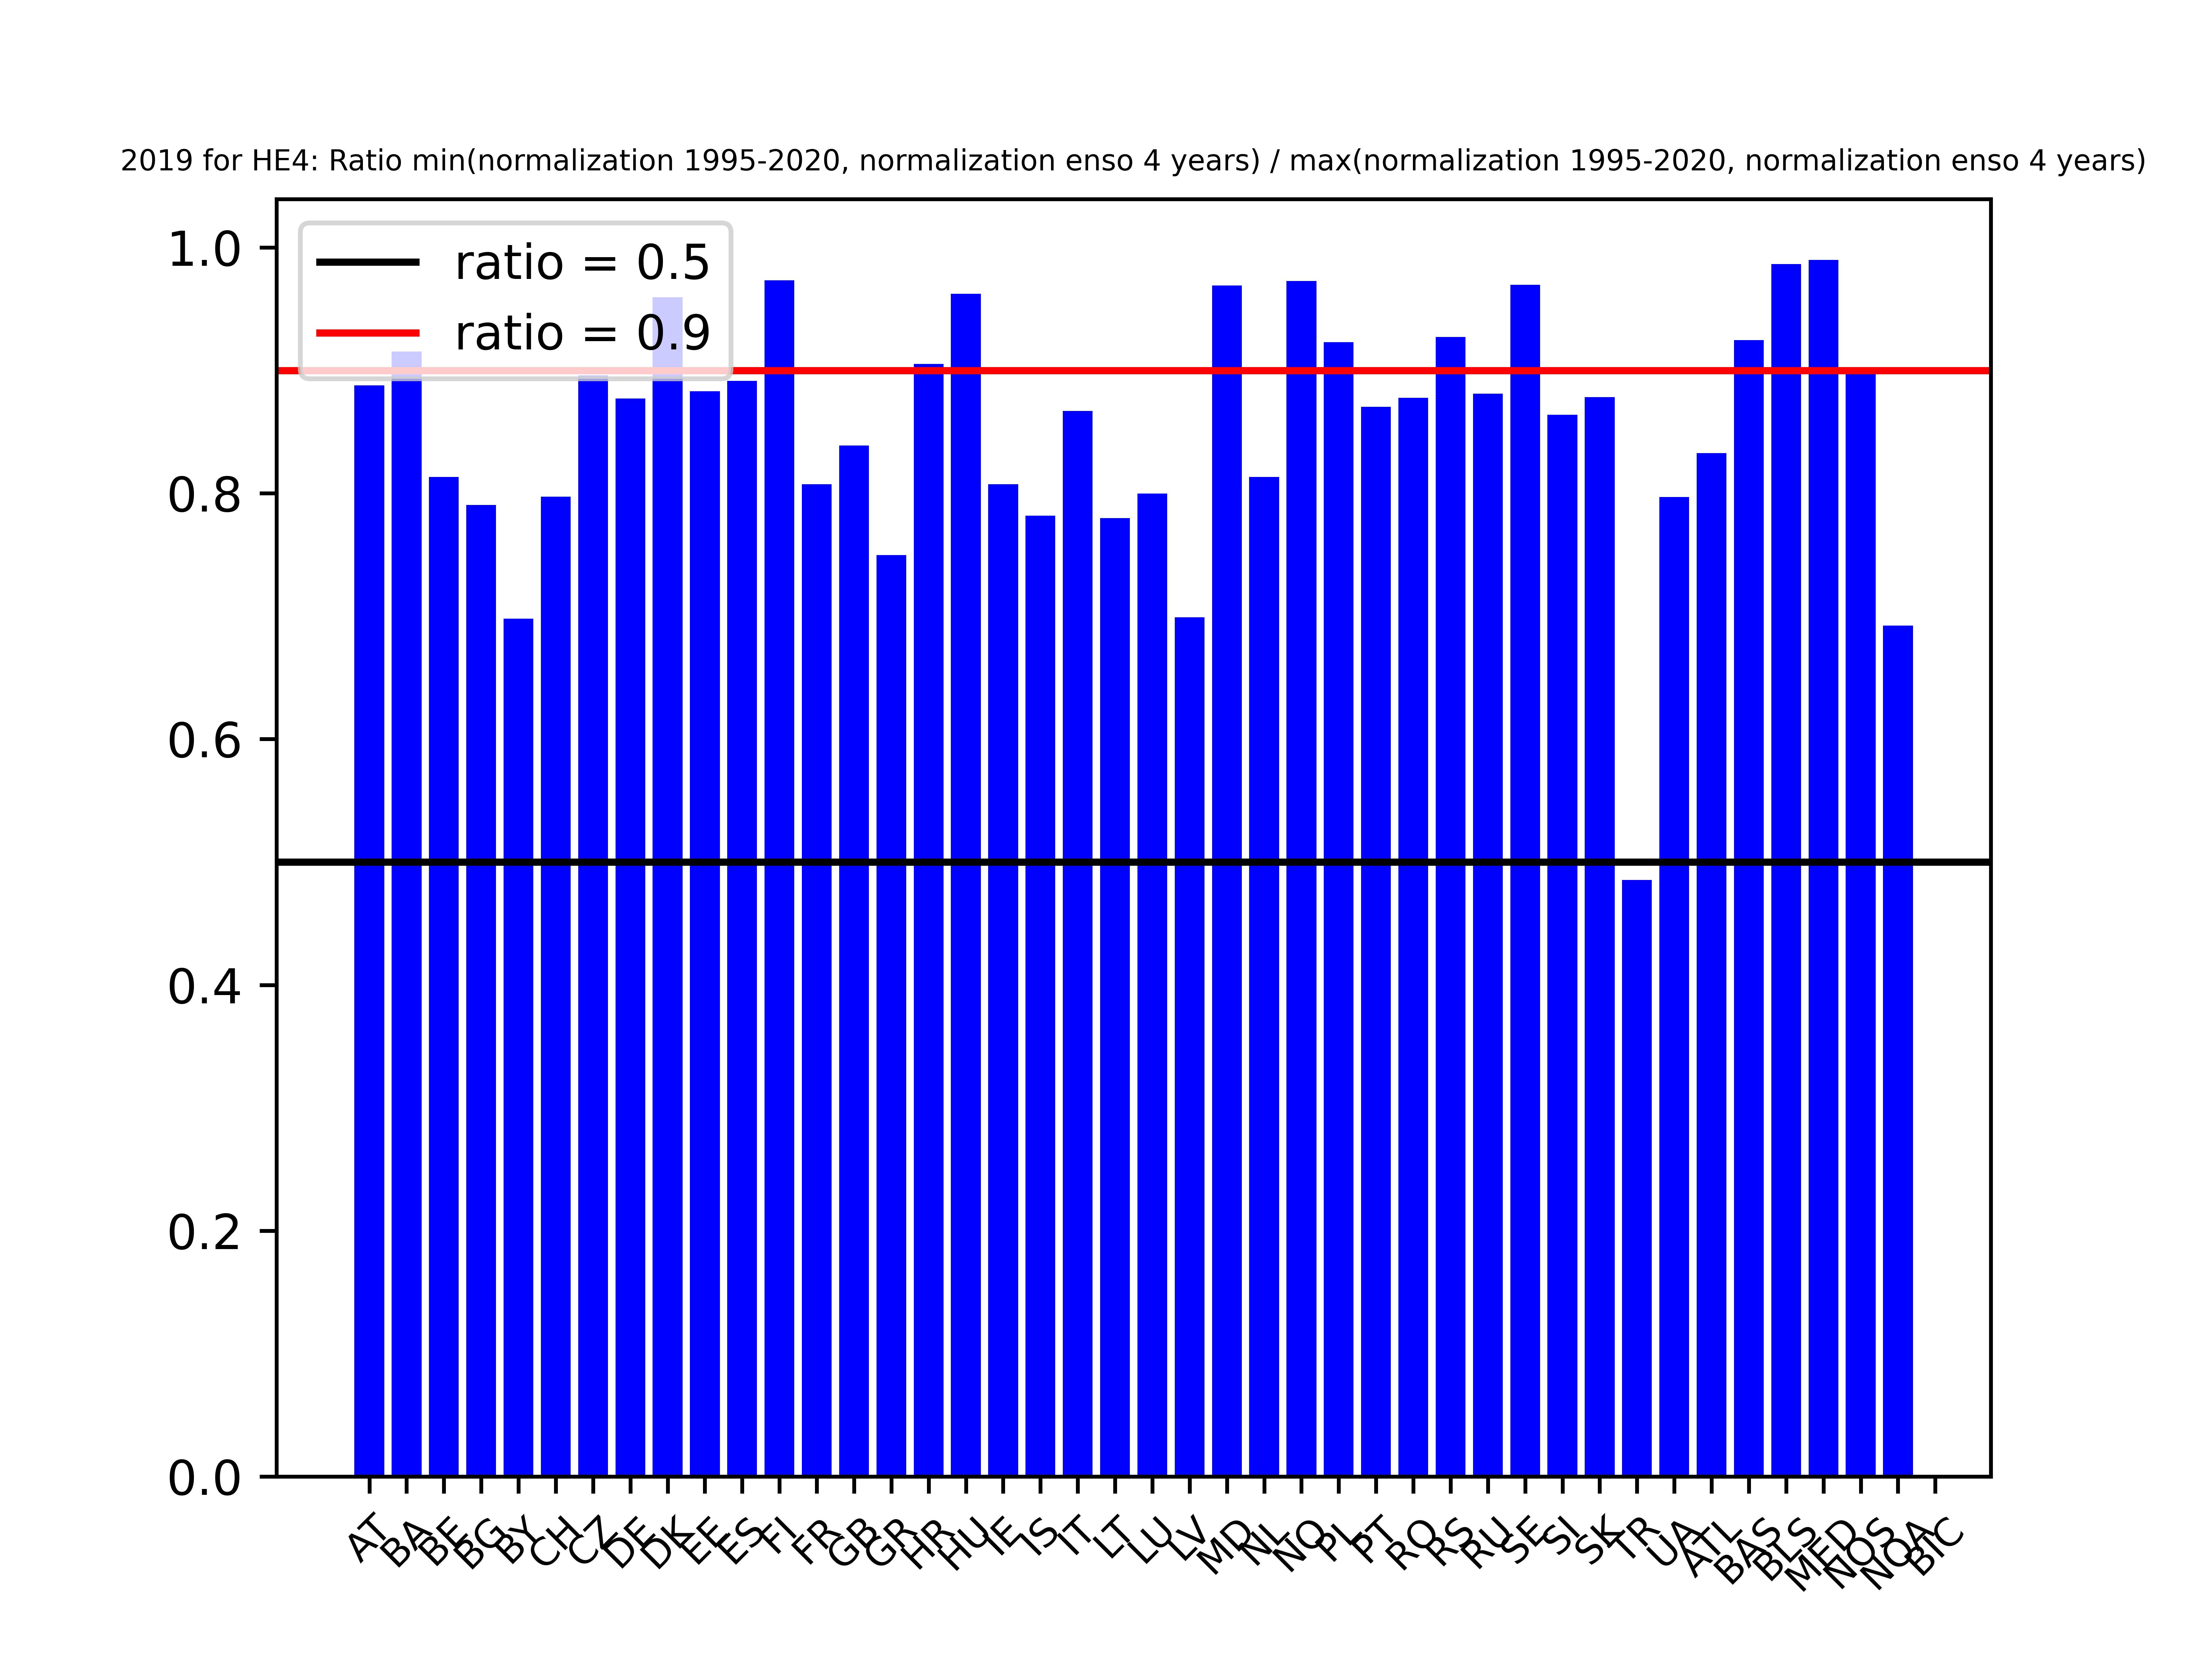 2019 for HE4: Ratio min(normalization 1995-2020, normalization enso 4 years) / max(normalization 1995-2020, normalization enso 4 years)
ratio = 0.5
ratio = 0.9
1.0
0.8
0.6
0.4
0.2
0.0
AT BA BE BG BY CH CZ DE DK EE ES FI FR GB GR HR HU IE IS IT LT LU LV MD NL NO PL PT RO RS RU SE SI SK TR UA ATL BAS BLS MED NOS NOA BIC